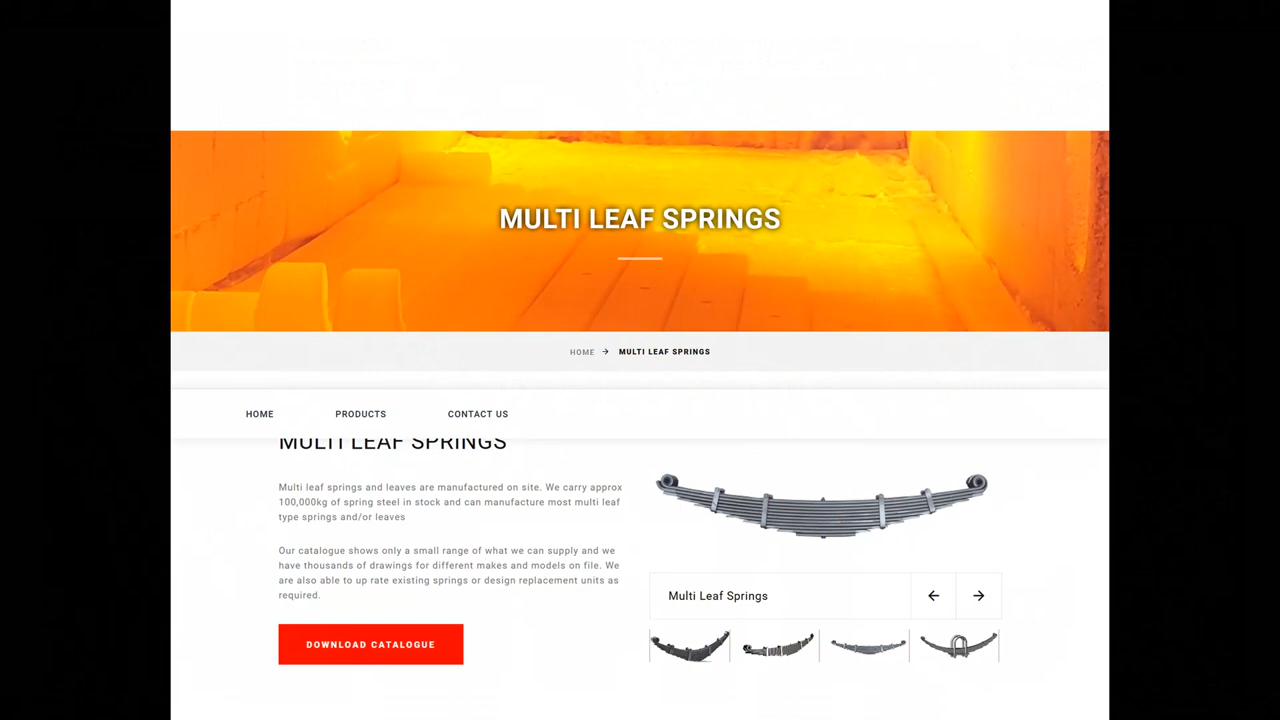 MULTI LEAF SPRINGS
HOME → MULTI LEAF SPRINGS
HOME PRODUCTS CONTACT US
MULTI LEAF SPRINGS
Multi leaf springs and leaves are manufactured on site. We carry approx
100,000kg of spring steel in stock and can manufacture most multi leaf
type springs and/or leaves
Our catalogue shows only a small range of what we can supply and we
have thousands of drawings for different makes and models on file. We
are also able to up rate existing springs or design replacement units as
required.
DOWNLOAD CATALOGUE
Multi Leaf Springs